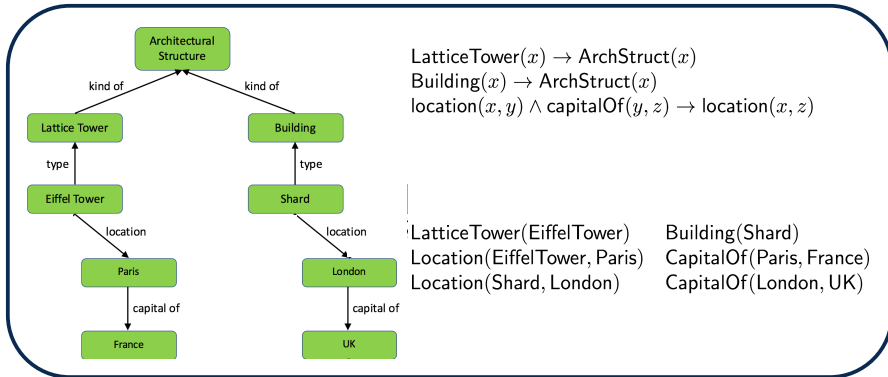 Architectural
Structure
kind of
kind of
Lattice Tower
Building
type
type
Eiffel Tower
Shard
location
location
Paris
London
capital of
capital of
France
UK
LatticeTower(x) → ArchStruct(x)
Building(x) → ArchStruct(x)
location(x, y) ∧ capitalOf(y, z) → location(x, z)
LatticeTower(EiffelTower) Building(Shard)
Location(EiffelTower, Paris) CapitalOf(Paris, France)
Location(Shard, London) CapitalOf(London, UK)